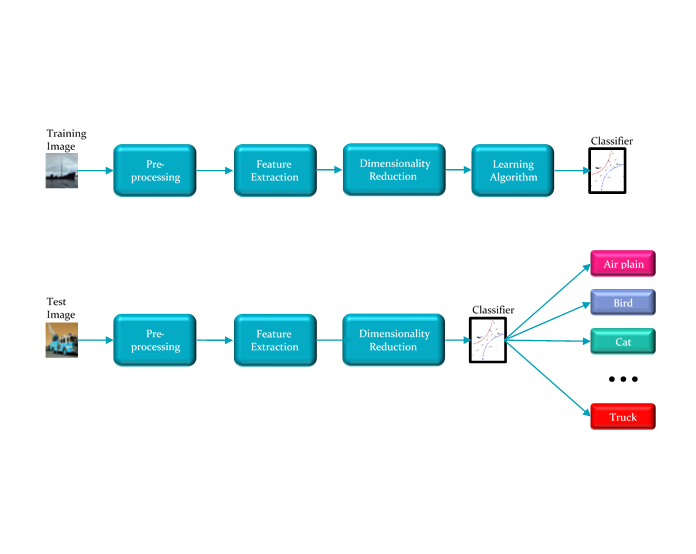 Training
Image
Pre-
processing
Feature
Extraction
Dimensionality
Reduction
Learning
Algorithm
Classifier
Test
Image
Pre-
processing
Feature
Extraction
Dimensionality
Reduction
Classifier
Air plain
Bird
Cat
•••
Truck